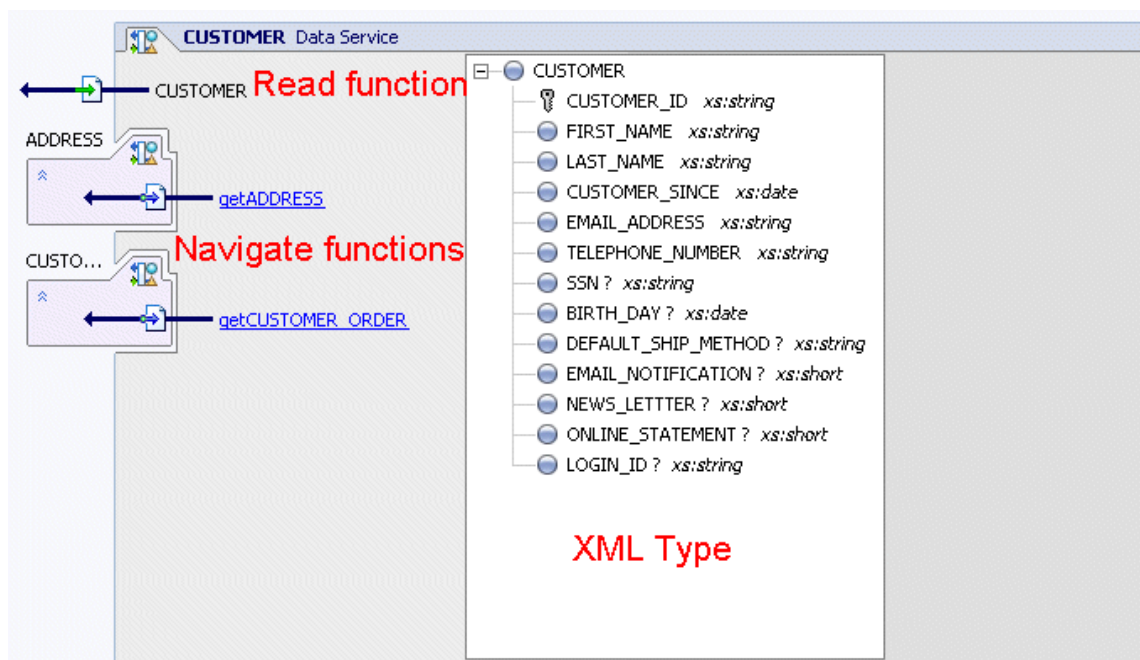 CUSTOMER Data Service
CUSTOMER
Read function
ADDRESS
getADDRESS
Navigate functions
CUSTO...
getCUSTOMER_ORDER
CUSTOMER
CUSTOMER_ID xs:string
FIRST_NAME xs:string
LAST_NAME xs:string
CUSTOMER_SINCE xs:date
EMAIL_ADDRESS xs:string
TELEPHONE_NUMBER xs:string
SSN ? xs:string
BIRTH_DAY ? xs:date
DEFAULT_SHIP_METHOD ? xs:string
EMAIL_NOTIFICATION ? xs:short
NEWS_LETTTER ? xs:short
ONLINE_STATEMENT ? xs:short
LOGIN_ID ? xs:string
XML Type